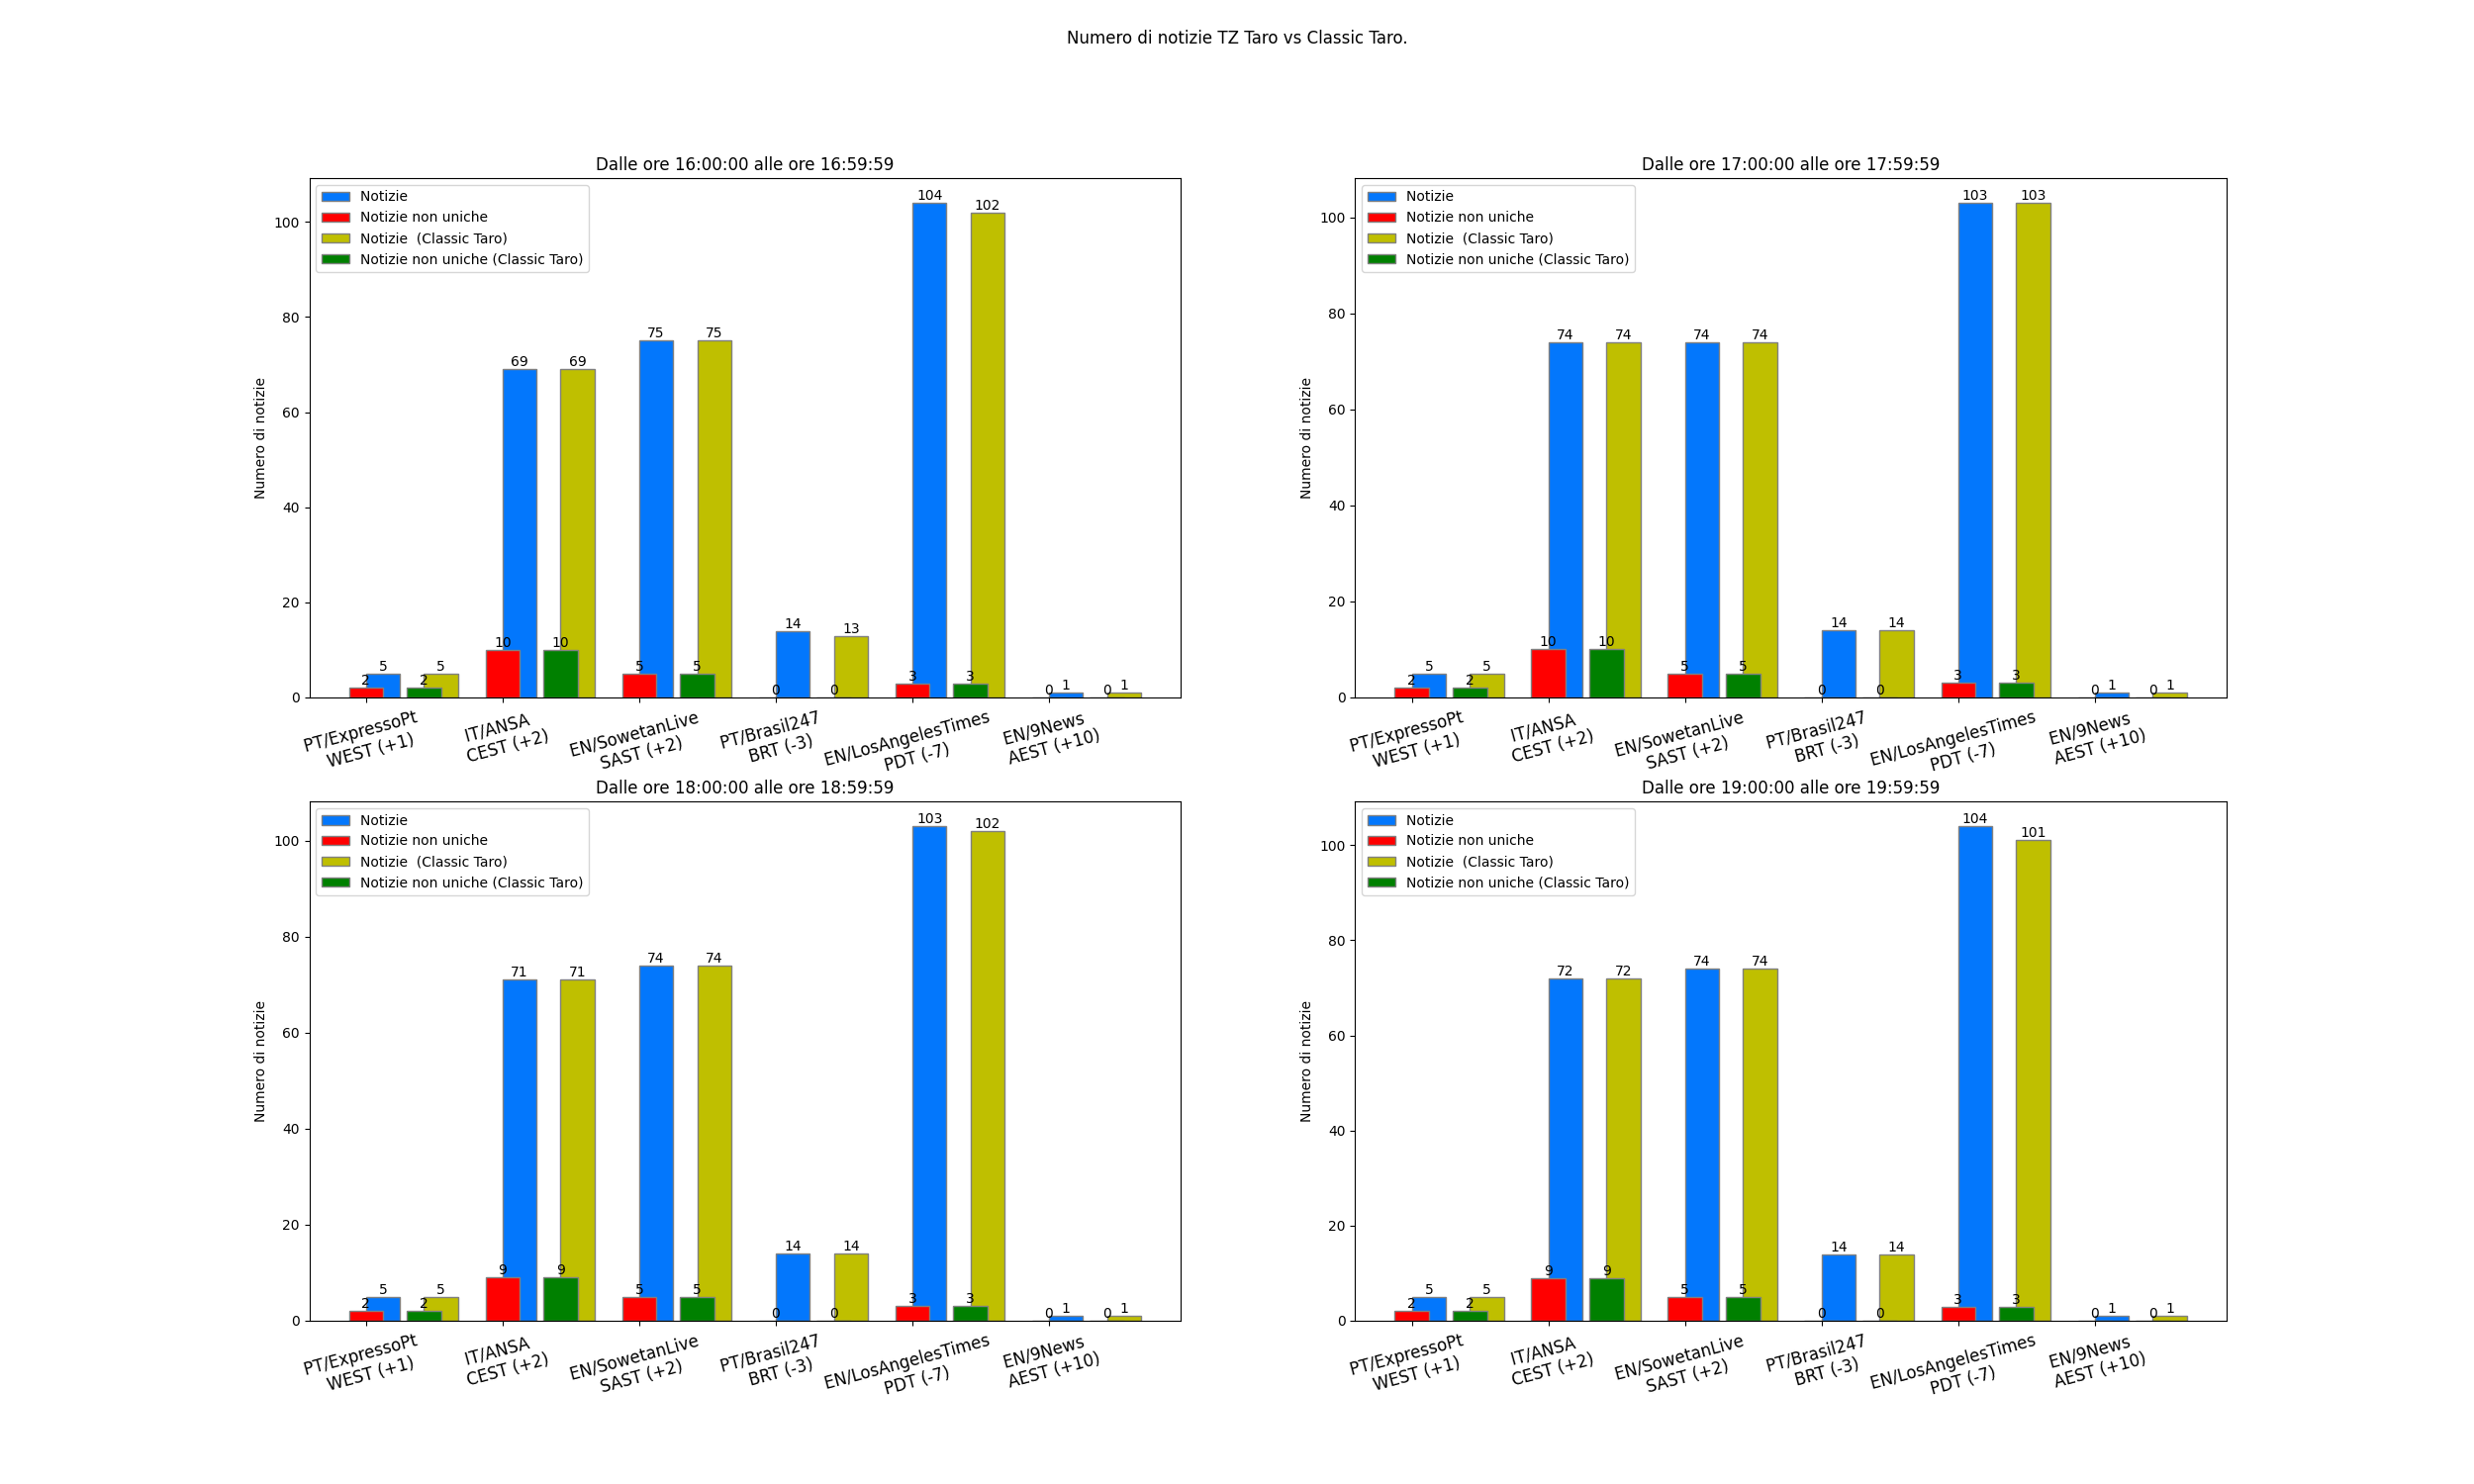 Numero di notizie TZ Taro vs Classic Taro.
Dalle ore 16:00:00 alle ore 16:59:59
Notizie
Notizie non uniche
Notizie  (Classic Taro)
Notizie non uniche (Classic Taro)
Numero di notizie
100
80
60
40
20
0
2
5
2
5
10
69
10
69
5
75
5
75
0
14
0
13
3
104
3
102
0
1
0
1
PT/ExpressoPt
WEST (+1)
IT/ANSA
CEST (+2)
EN/SowetanLive
SAST (+2)
PT/Brasil247
BRT (-3)
EN/LosAngelesTimes
PDT (-7)
EN/9News
AEST (+10)
Dalle ore 17:00:00 alle ore 17:59:59
Notizie
Notizie non uniche
Notizie  (Classic Taro)
Notizie non uniche (Classic Taro)
Numero di notizie
100
80
60
40
20
0
2
5
2
5
10
74
10
74
5
74
5
74
0
14
0
14
3
103
3
103
0
1
0
1
PT/ExpressoPt
WEST (+1)
IT/ANSA
CEST (+2)
EN/SowetanLive
SAST (+2)
PT/Brasil247
BRT (-3)
EN/LosAngelesTimes
PDT (-7)
EN/9News
AEST (+10)
Dalle ore 18:00:00 alle ore 18:59:59
Notizie
Notizie non uniche
Notizie  (Classic Taro)
Notizie non uniche (Classic Taro)
Numero di notizie
100
80
60
40
20
0
2
5
2
5
9
71
9
71
5
74
5
74
0
14
0
14
3
103
3
102
0
1
0
1
PT/ExpressoPt
WEST (+1)
IT/ANSA
CEST (+2)
EN/SowetanLive
SAST (+2)
PT/Brasil247
BRT (-3)
EN/LosAngelesTimes
PDT (-7)
EN/9News
AEST (+10)
Dalle ore 19:00:00 alle ore 19:59:59
Notizie
Notizie non uniche
Notizie  (Classic Taro)
Notizie non uniche (Classic Taro)
Numero di notizie
100
80
60
40
20
0
2
5
2
5
9
72
9
72
5
74
5
74
0
14
0
14
3
104
3
101
0
1
0
1
PT/ExpressoPt
WEST (+1)
IT/ANSA
CEST (+2)
EN/SowetanLive
SAST (+2)
PT/Brasil247
BRT (-3)
EN/LosAngelesTimes
PDT (-7)
EN/9News
AEST (+10)